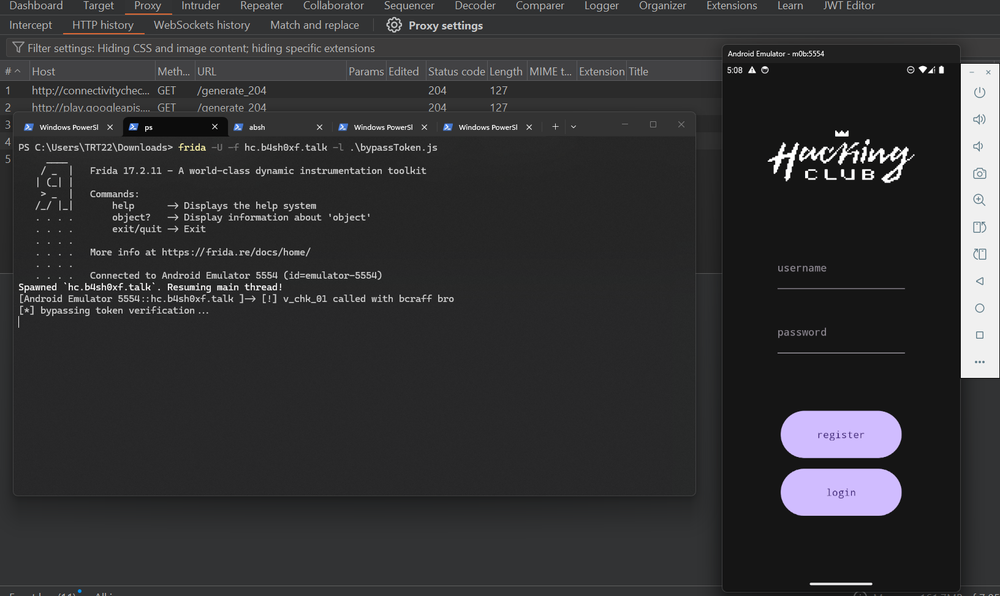 Dashboard Target Proxy Intruder Repeater Collaborator Sequencer Decoder Comparer Logger Organizer Extensions Learn JWT Editor
Intercept HTTP history WebSockets history Match and replace Proxy settings
Filter settings: Hiding CSS and image content; hiding specific extensions
# Host Meth... URL Params Edited Status code Length MIME t... Extension Title
1 http://connectivitychec... GET /generate_204 204 127
2 http://play.googleapis.... GET /generate_204 204 127
3
4
5
Windows PowerSl ps absh Windows PowerSl Windows PowerSl
PS C:\Users\TRT22\Downloads> frida -U -f hc.b4sh0xf.talk -l .\bypassToken.js
____
/ _ | Frida 17.2.11 - A world-class dynamic instrumentation toolkit
| (_| |
> _ | Commands:
/_/ |_| help -> Displays the help system
. . . . object? -> Display information about 'object'
. . . . exit/quit -> Exit
. . . .
. . . . More info at https://frida.re/docs/home/
. . . .
. . . . Connected to Android Emulator 5554 (id=emulator-5554)
Spawned `hc.b4sh0xf.talk`. Resuming main thread!
[Android Emulator 5554::hc.b4sh0xf.talk ]-> [!] v_chk_01 called with bcraff bro
[*] bypassing token verification...
Android Emulator - m0b:5554
5:08
Hacking
CLUB
username
password
register
login